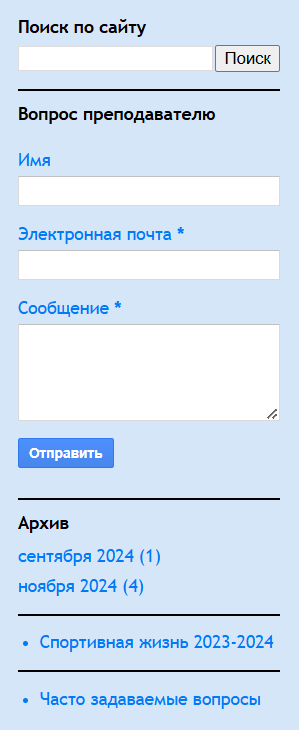 Поиск по сайту
Поиск
Вопрос преподавателю
Имя
Электронная почта *
Сообщение *
Отправить
Архив
сентября 2024 (1)
ноября 2024 (4)
• Спортивная жизнь 2023-2024
• Часто задаваемые вопросы